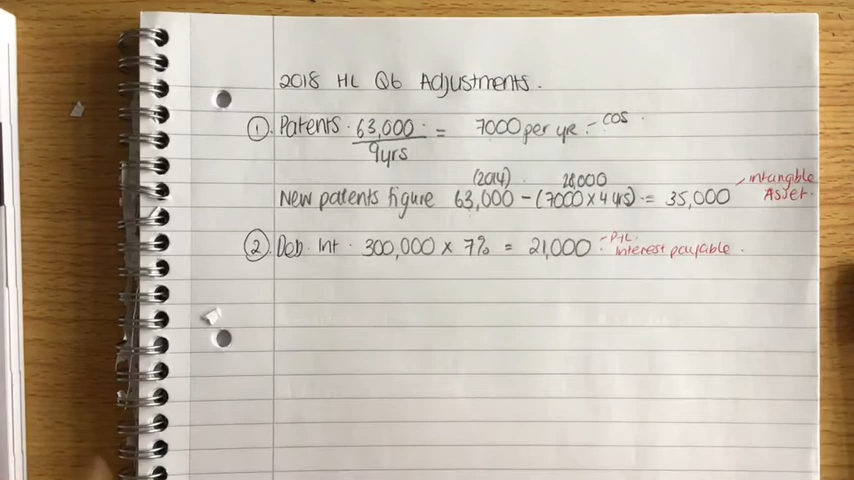 2018 HL Q6 Adjustments.
① Patents. 63,000 = 7000 per yr. - COS
9yrs
(2014) 28,000
New patents figure 63,000 - (7000 x 4 yrs) = 35,000 - intangible Asset.
② Deb. Int. 300,000 x 7% = 21,000 - P+L. interest payable.